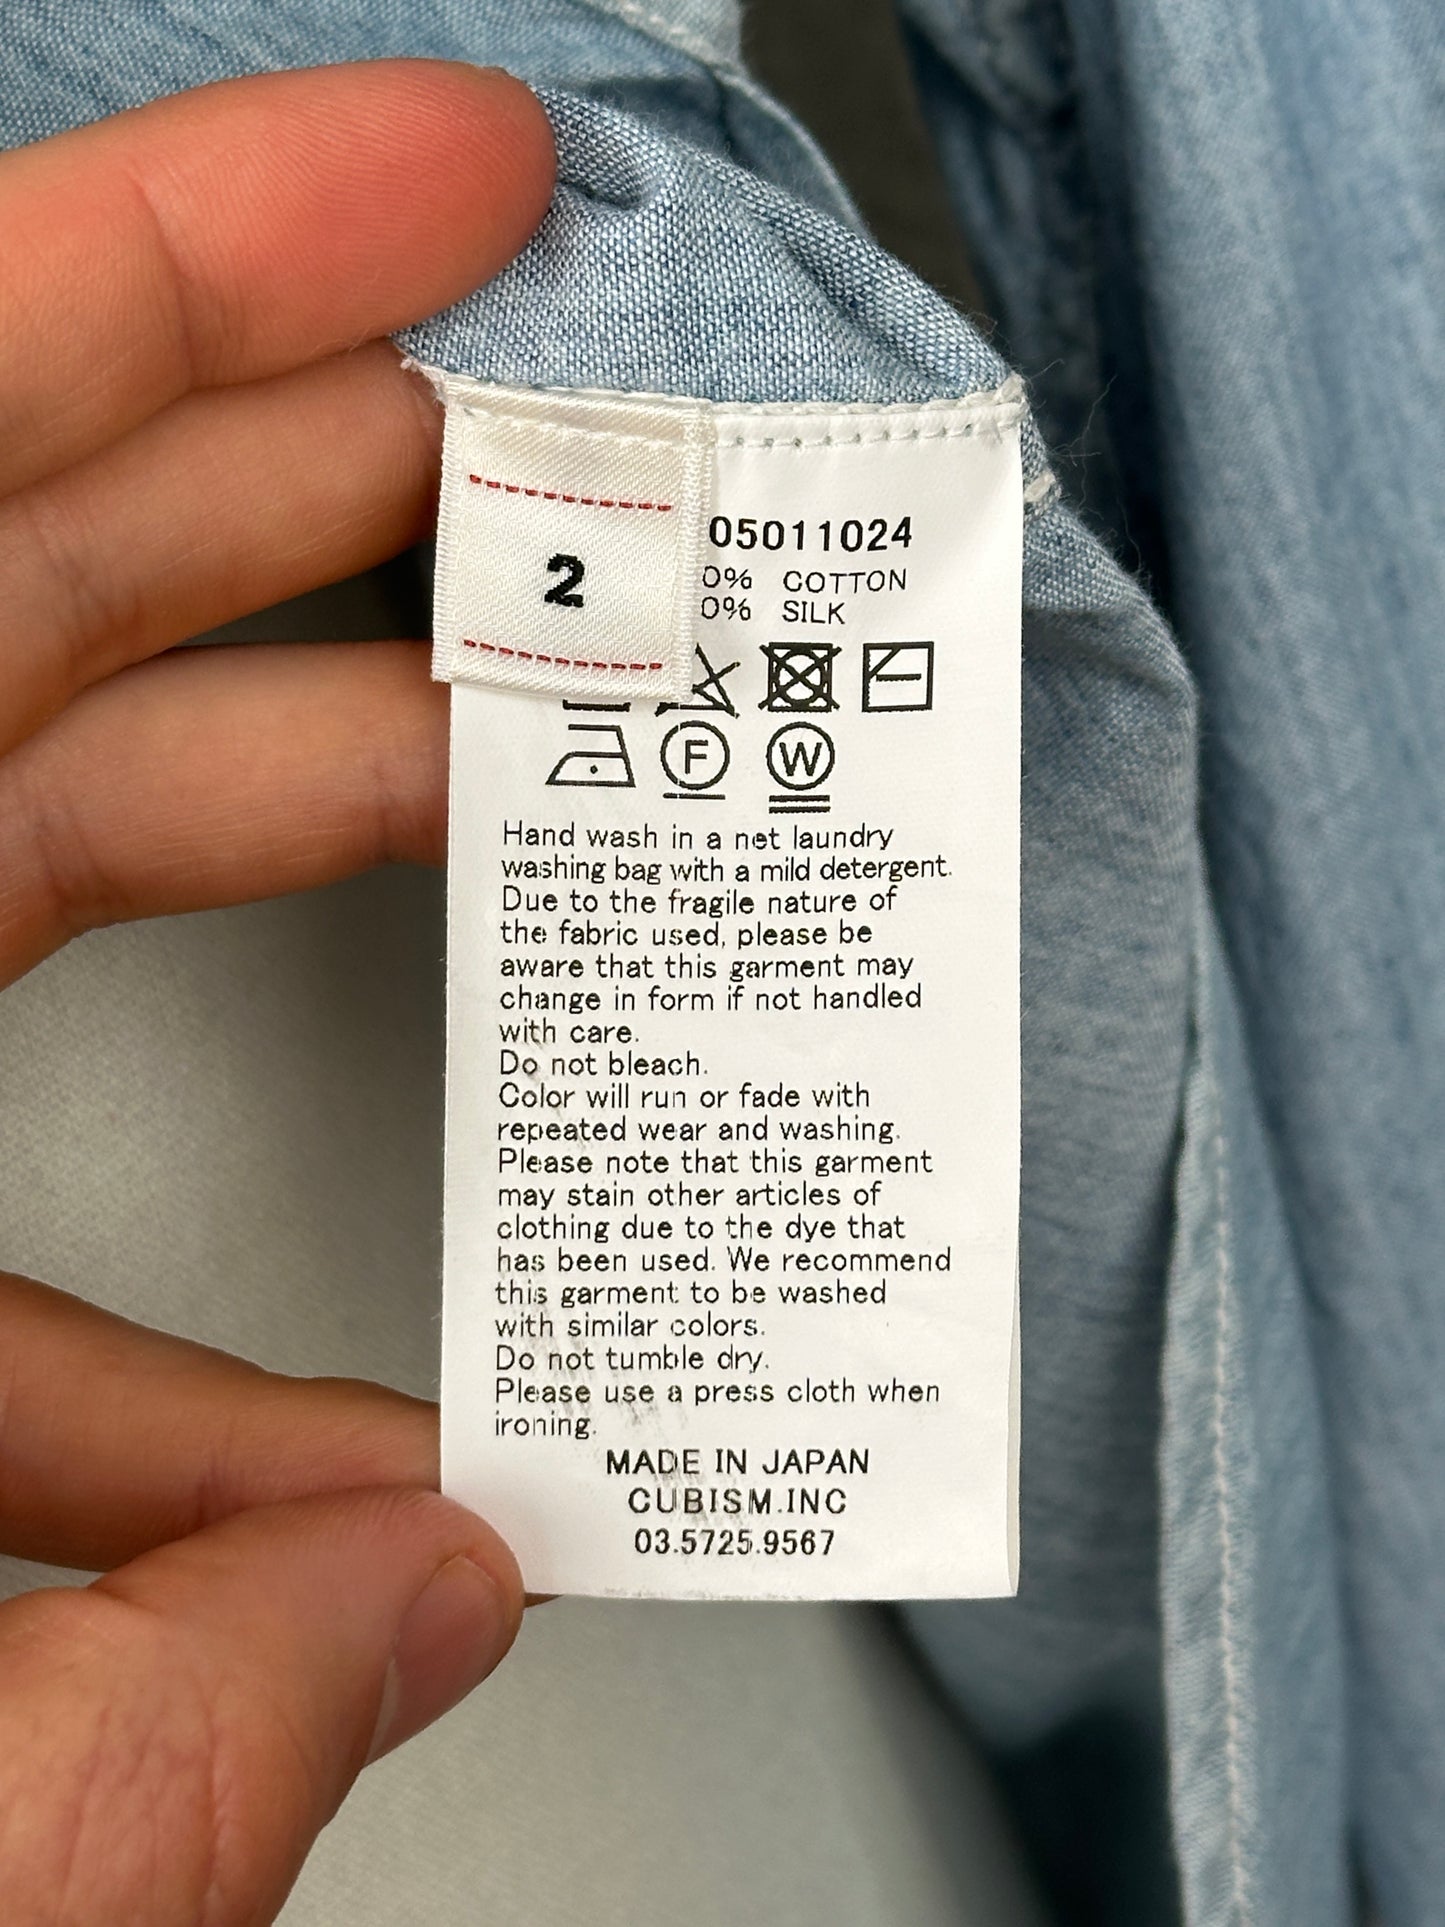 2
05011024
0% COTTON
0% SILK
F
W
Hand wash in a net laundry
washing bag with a mild detergent.
Due to the fragile nature of
the fabric used, please be
aware that this garment may
change in form if not handled
with care.
Do not bleach.
Color will run or fade with
repeated wear and washing.
Please note that this garment
may stain other articles of
clothing due to the dye that
has been used. We recommend
this garment to be washed
with similar colors.
Do not tumble dry.
Please use a press cloth when
ironing.
MADE IN JAPAN
CUBISM.INC
03.5725.9567